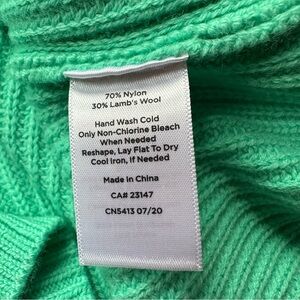 70% Nylon
30% Lamb's Wool
Hand Wash Cold
Only Non-Chlorine Bleach
When Needed
Reshape, Lay Flat To Dry
Cool Iron, If Needed
Made in China
CA# 23147
CN5413 07/20